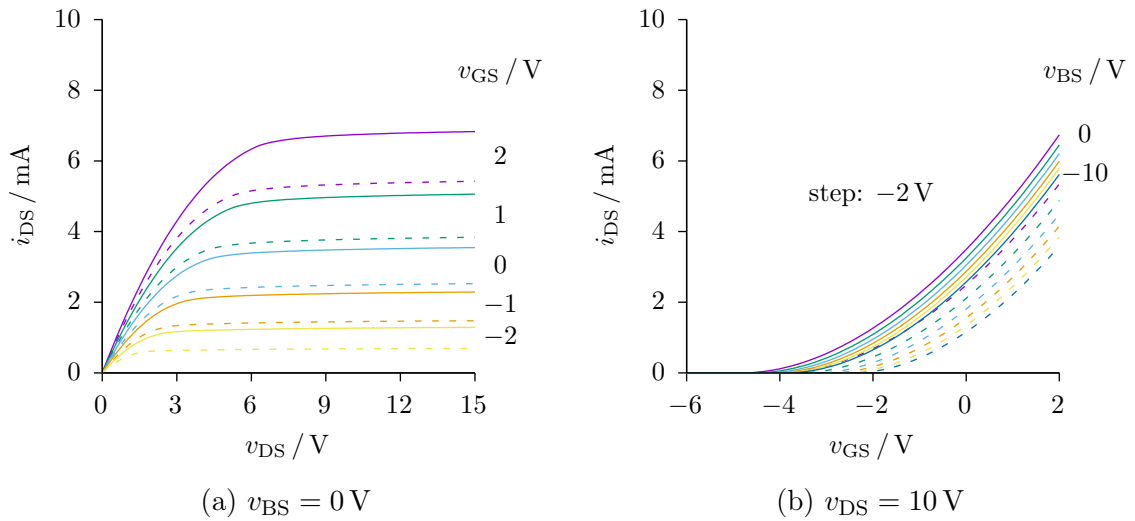 10
8
6
4
2
0
i_DS / mA
0 3 6 9 12 15
v_DS / V
v_GS / V
2
1
0
−1
−2
(a) v_BS = 0 V
10
8
6
4
2
0
i_DS / mA
−6 −4 −2 0 2
v_GS / V
v_BS / V
0
−10
step: −2 V
(b) v_DS = 10 V